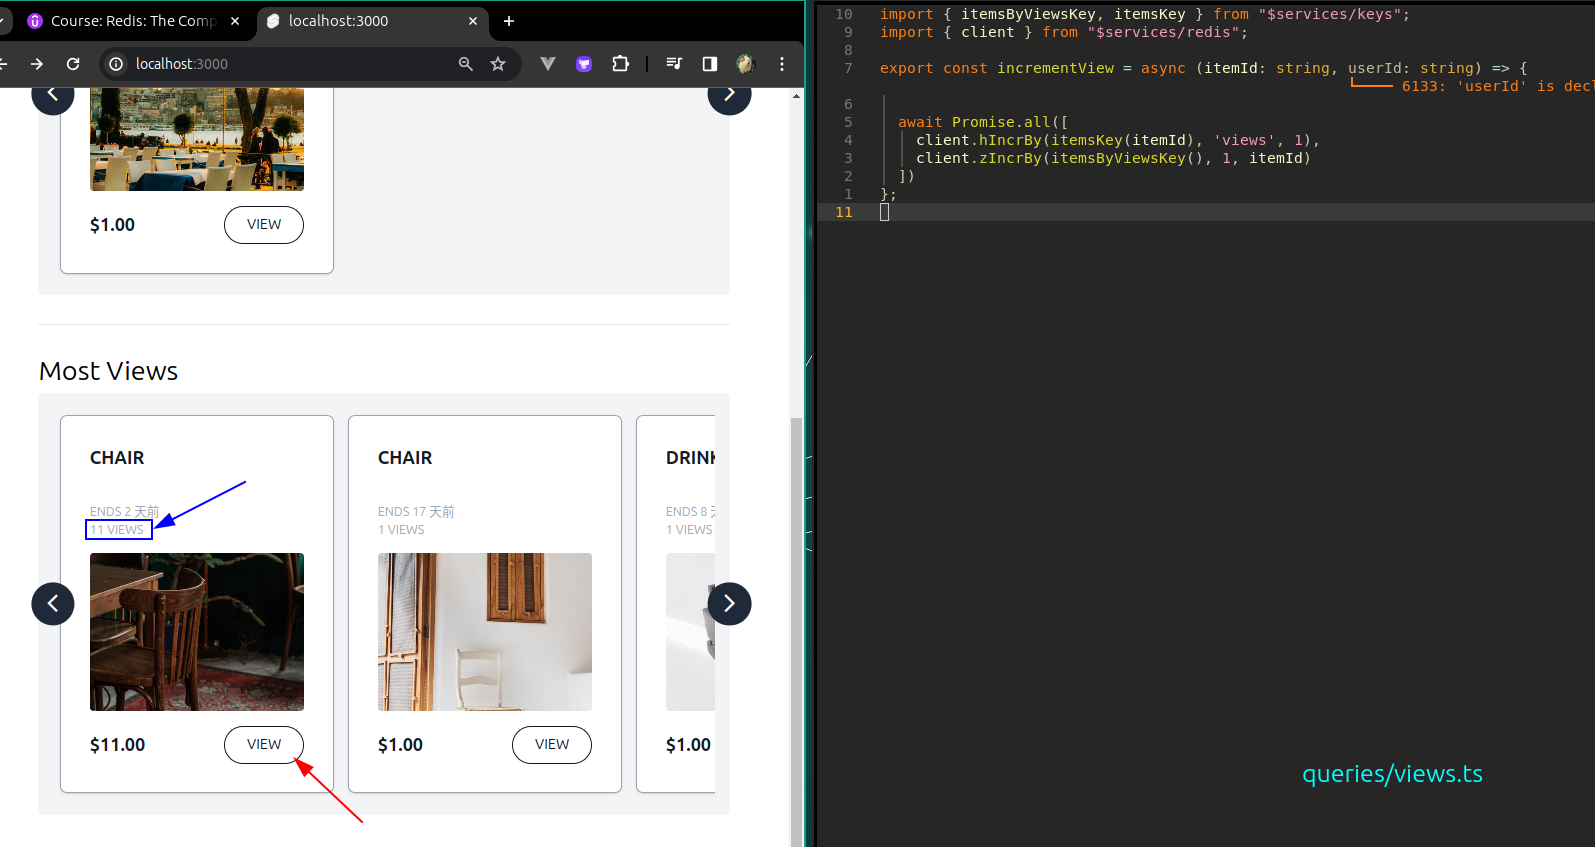 Course: Redis: The Comp
localhost:3000
localhost:3000
$1.00
VIEW
Most Views
CHAIR
ENDS 2 天前
11 VIEWS
$11.00
VIEW
CHAIR
ENDS 17 天前
1 VIEWS
$1.00
VIEW
DRINK
ENDS 8 天
1 VIEWS
$1.00
10 import { itemsByViewsKey, itemsKey } from "$services/keys";
9 import { client } from "$services/redis";
8
7 export const incrementView = async (itemId: string, userId: string) => {
6133: 'userId' is decl
6
5 await Promise.all([
4 client.hIncrBy(itemsKey(itemId), 'views', 1),
3 client.zIncrBy(itemsByViewsKey(), 1, itemId)
2 ])
1 };
11
queries/views.ts